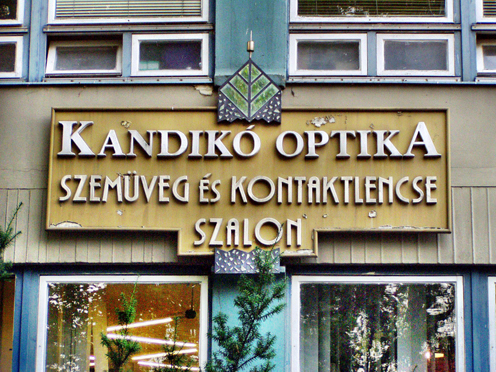 KANDIKÓ OPTIKA
SZEMÜVEG ÉS KONTAKTLENCSE
SZALON